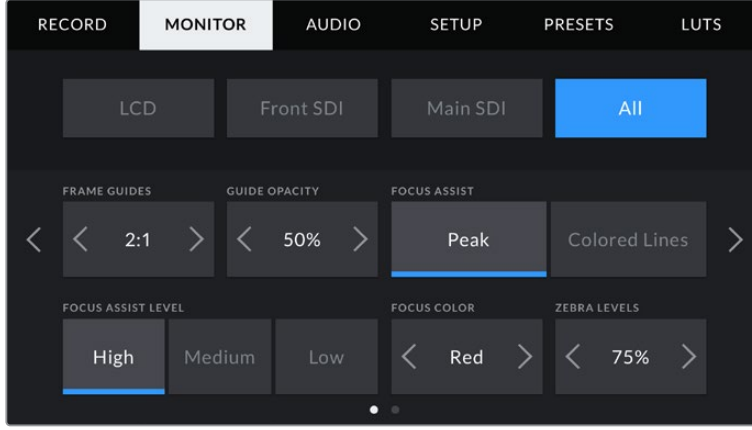 RECORD MONITOR AUDIO SETUP PRESETS LUTS
LCD Front SDI Main SDI All
FRAME GUIDES GUIDE OPACITY FOCUS ASSIST
2:1 50% Peak Colored Lines
FOCUS ASSIST LEVEL FOCUS COLOR ZEBRA LEVELS
High Medium Low Red 75%